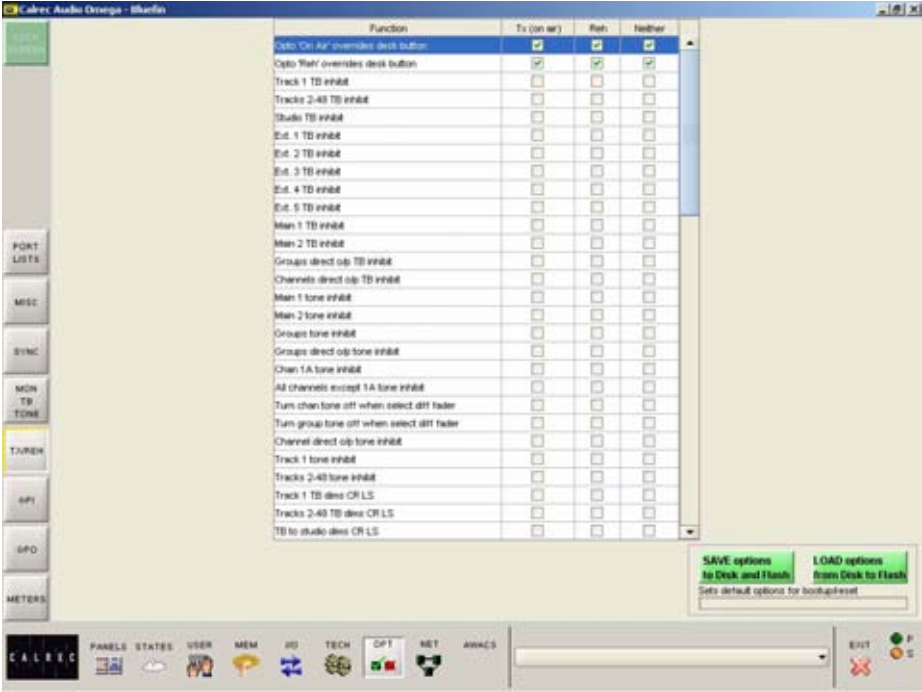 Calrec Audio Omega - Bluefin
LOCK
SCREEN
Function Tx (on air) Reh Neither
Opto 'On Air' overrides desk button
Opto 'Reh' overrides desk button
Track 1 TB inhibit
Tracks 2-48 TB inhibit
Studio TB inhibit
Ext. 1 TB inhibit
Ext. 2 TB inhibit
Ext. 3 TB inhibit
Ext. 4 TB inhibit
Ext. 5 TB inhibit
Main 1 TB inhibit
Main 2 TB inhibit
Groups direct o/p TB inhibit
Channels direct o/p TB inhibit
Main 1 tone inhibit
Main 2 tone inhibit
Groups tone inhibit
Groups direct o/p tone inhibit
Chan 1A tone inhibit
All channels except 1A tone inhibit
Turn chan tone off when select diff fader
Turn group tone off when select diff fader
Channel direct o/p tone inhibit
Track 1 tone inhibit
Tracks 2-48 tone inhibit
Track 1 TB dims CR LS
Tracks 2-48 TB dims CR LS
TB to studio dims CR LS
PORT
LISTS
MISC
SYNC
MON
TB
TONE
TX/REH
GPI
GPO
METERS
SAVE options
to Disk and Flash
LOAD options
from Disk to Flash
Sets default options for bootup/reset
CALREC
PANELS STATES USER MEM I/O TECH OPT NET AWACS
EXIT
P
S